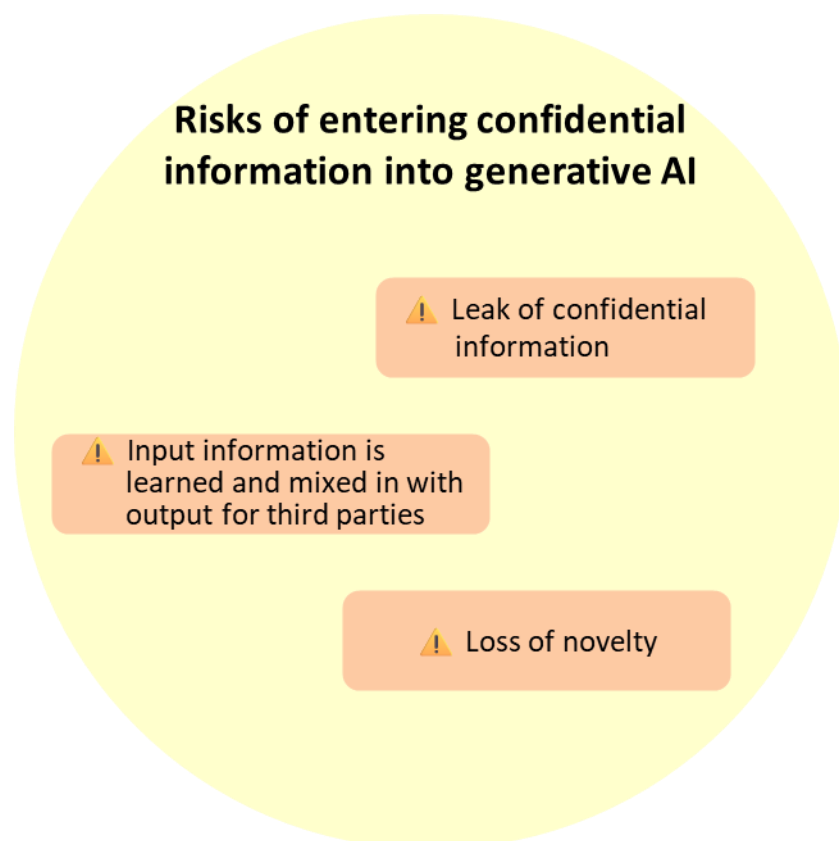 Risks of entering confidential
information into generative AI
⚠ Leak of confidential
information
⚠ Input information is
learned and mixed in with
output for third parties
⚠ Loss of novelty